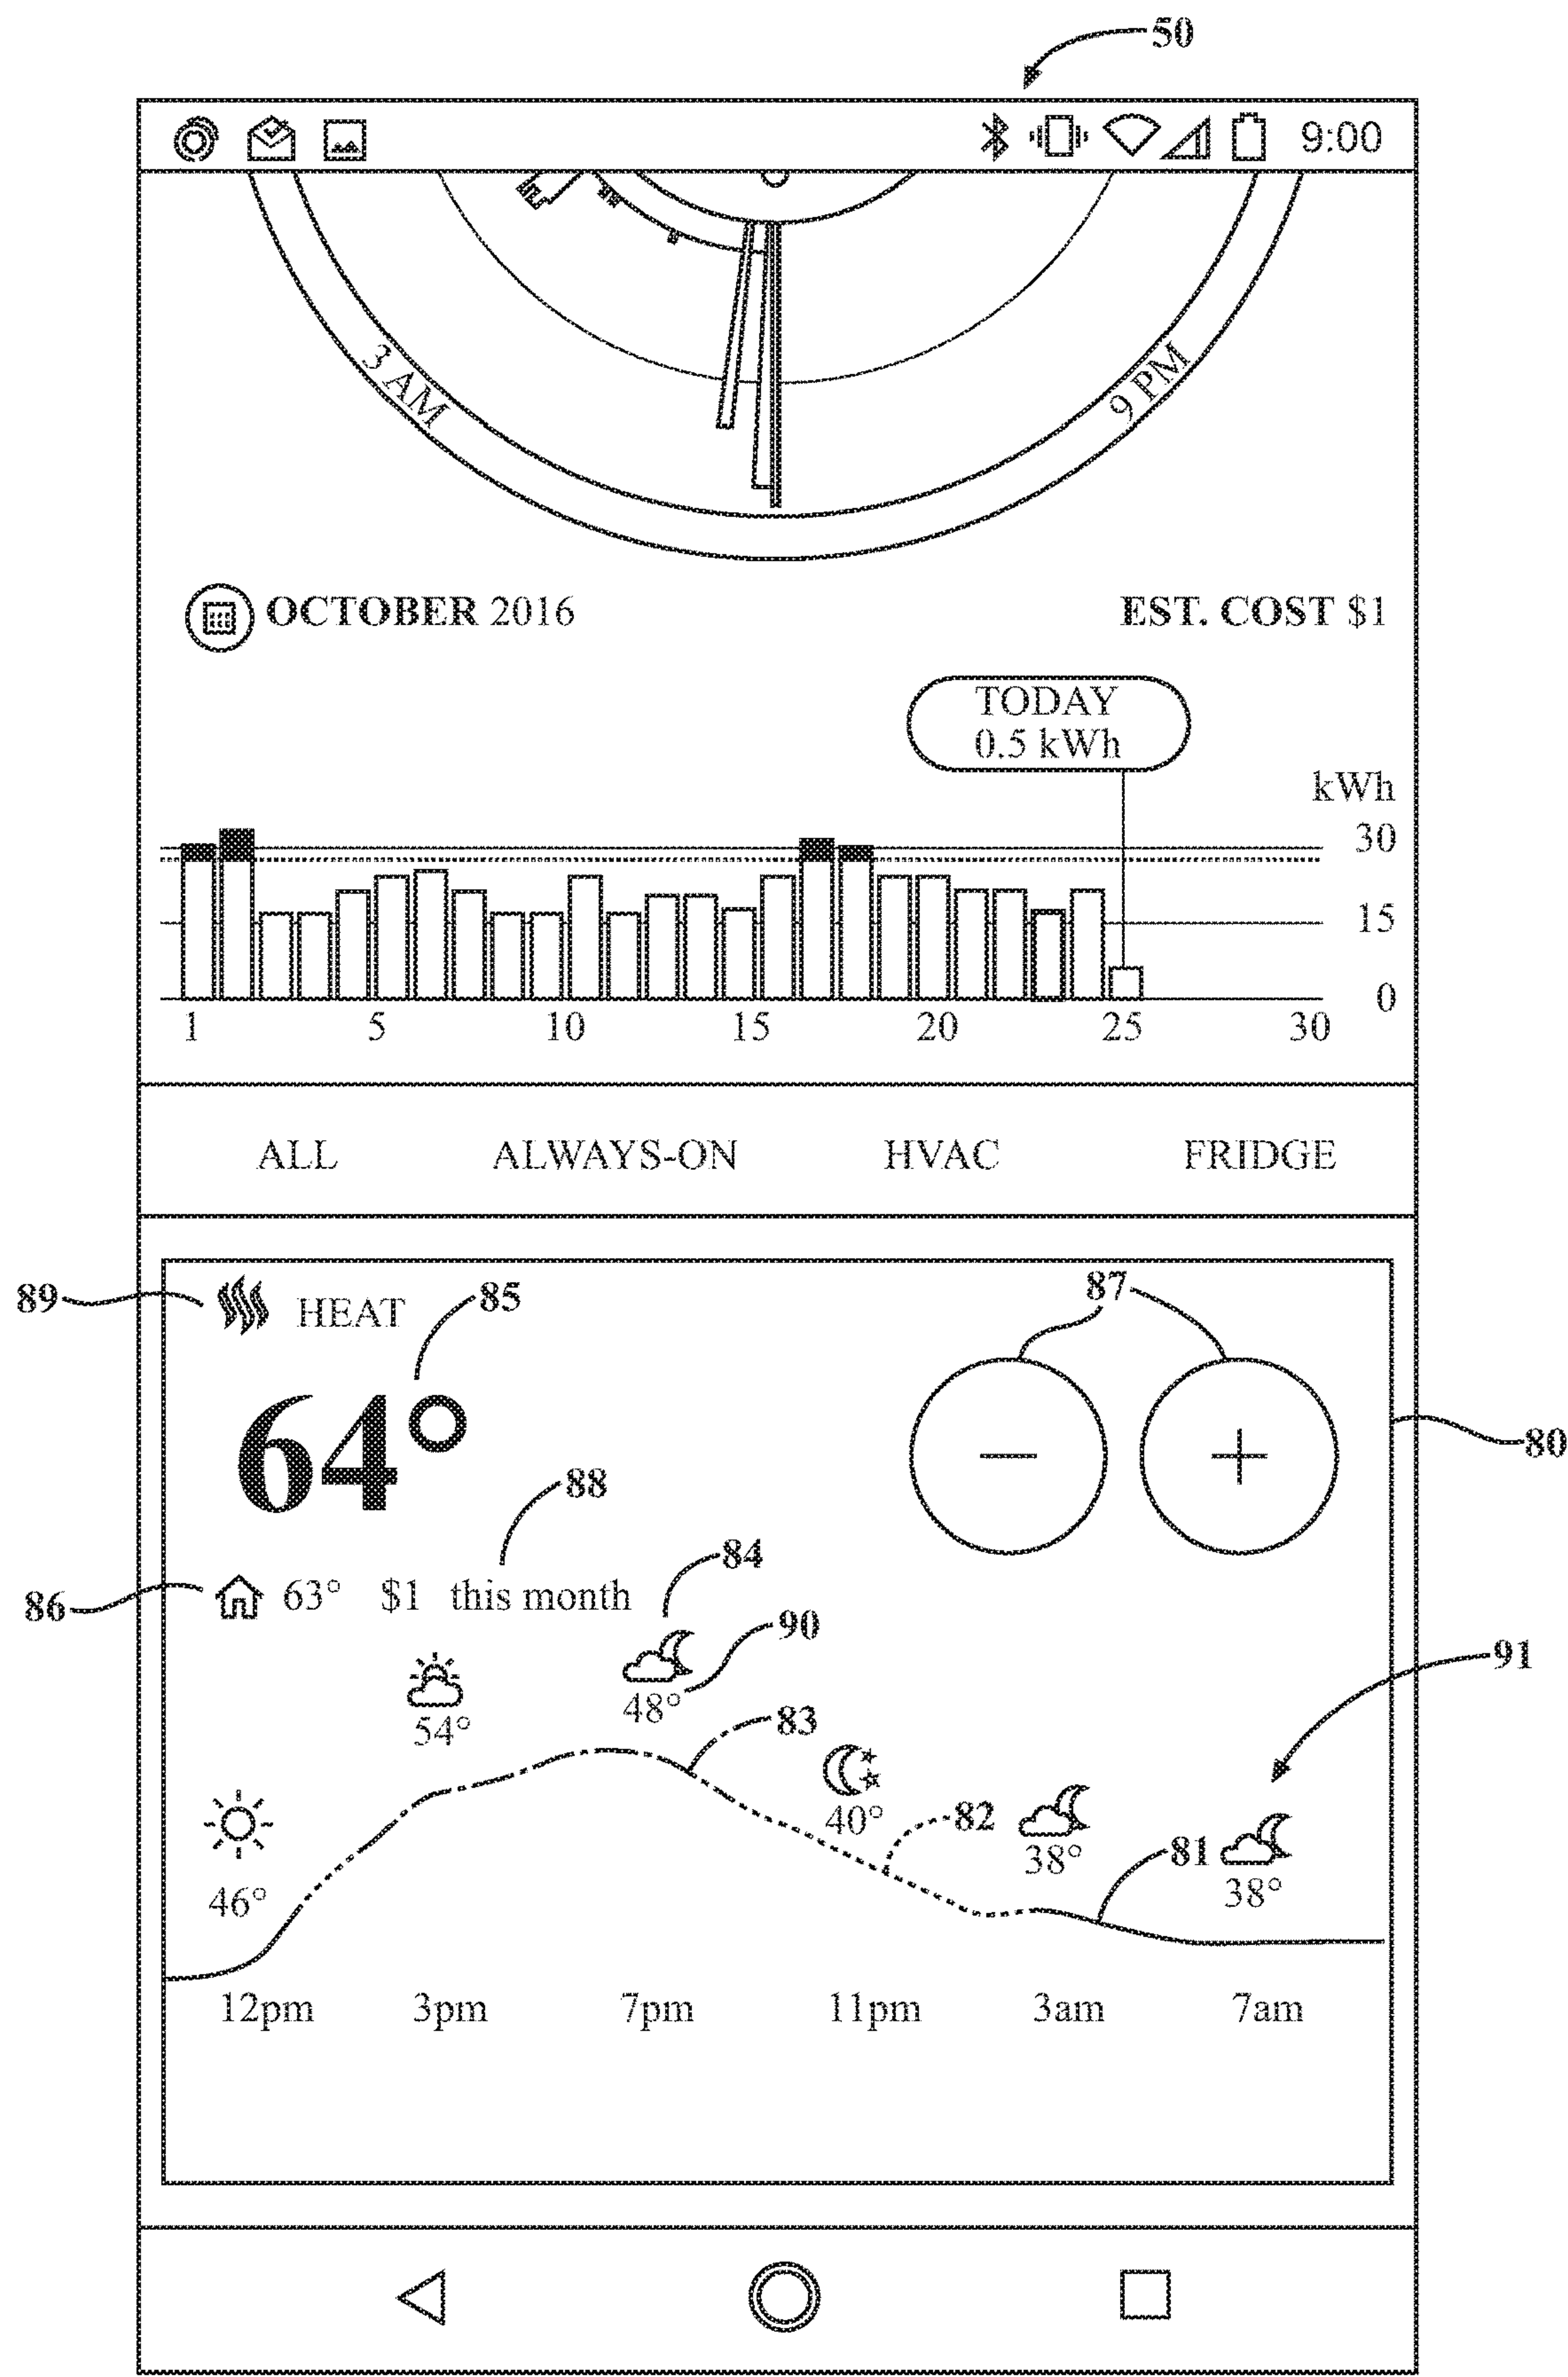 50
9:00
3 AM
9 PM
OCTOBER 2016
EST. COST $1
TODAY
0.5 kWh
kWh
30
15
0
1 5 10 15 20 25 30
ALL ALWAYS-ON HVAC FRIDGE
89
HEAT
85
87
64°
−
+
80
88
84
86
63° $1 this month
90
91
48°
54°
83
40°
82
38°
81
38°
46°
12pm 3pm 7pm 11pm 3am 7am